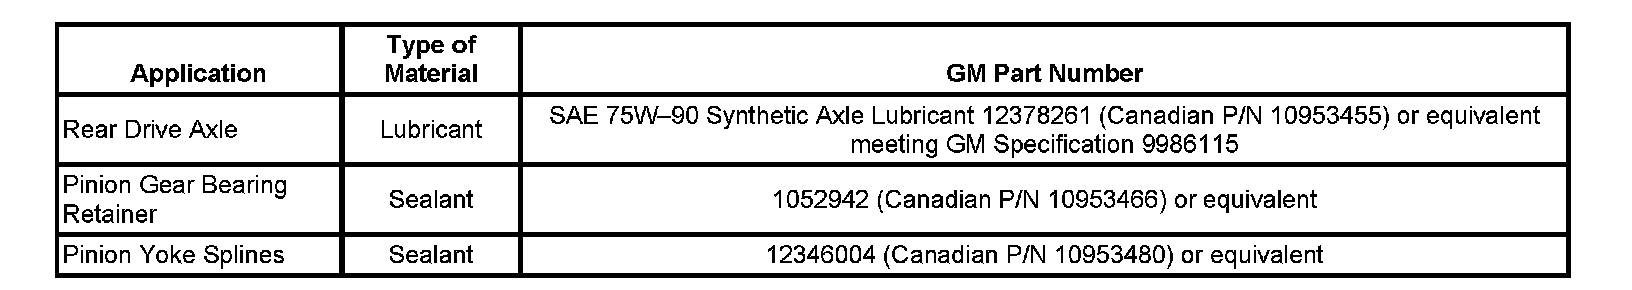 Application
Type of
Material
GM Part Number
Rear Drive Axle
Lubricant
SAE 75W–90 Synthetic Axle Lubricant 12378261 (Canadian P/N 10953455) or equivalent
meeting GM Specification 9986115
Pinion Gear Bearing
Retainer
Sealant
1052942 (Canadian P/N 10953466) or equivalent
Pinion Yoke Splines
Sealant
12346004 (Canadian P/N 10953480) or equivalent